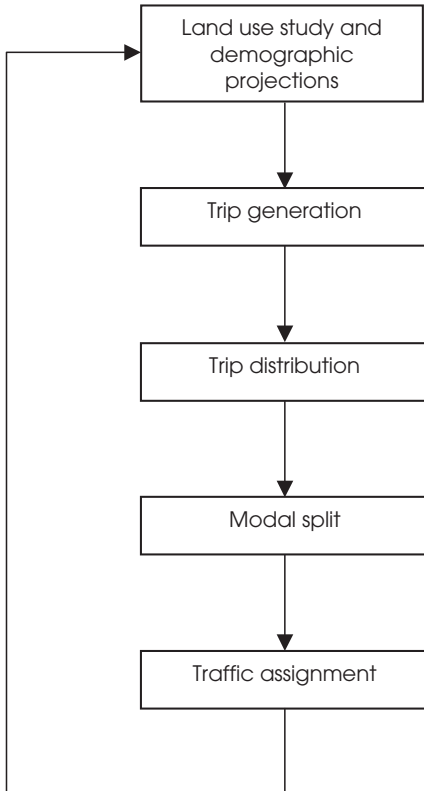 Land use study and
demographic
projections
Trip generation
Trip distribution
Modal split
Traffic assignment